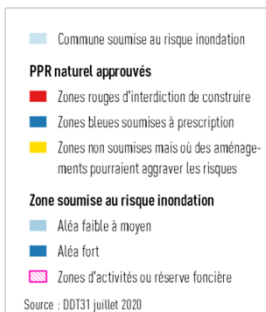 Commune soumise au risque inondation
PPR naturel approuvés
Zones rouges d'interdiction de construire
Zones bleues soumises à prescription
Zones non soumises mais où des aménage-
ments pourraient aggraver les risques
Zone soumise au risque inondation
Aléa faible à moyen
Aléa fort
Zones d'activités ou réserve foncière
Source : DDT31 juillet 2020